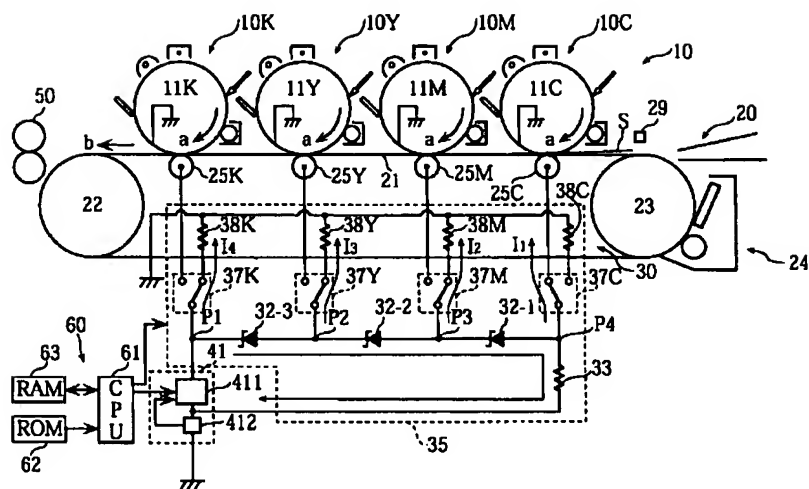 10K 10Y 10M 10C
10
11K 11Y 11M 11C
50
S 29
20
b
a a a a
25K 25Y 21 25M 25C
22 23
38K 38Y 38M 38C
I4 I3 I2 I1
30
24
37K 37Y 37M 37C
P1 32-3 P2 32-2 P3 32-1 P4
60
63 61 41
33
RAM
CPU
411
ROM
412
62
35